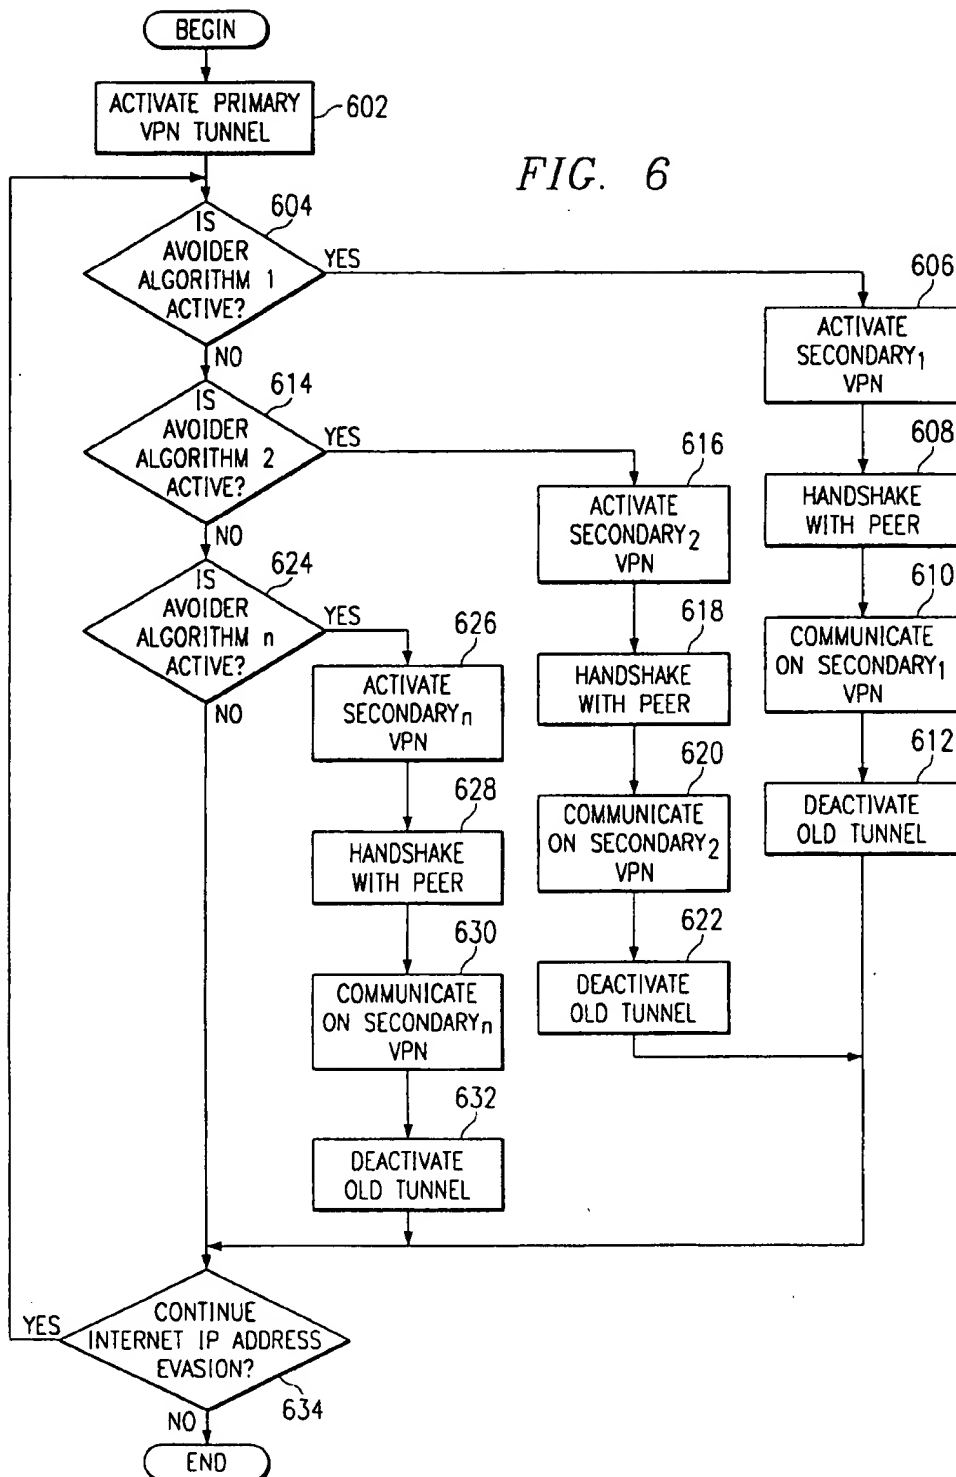 BEGIN
ACTIVATE PRIMARY
VPN TUNNEL
602
FIG. 6
604
IS
AVOIDER
ALGORITHM 1
ACTIVE?
YES
NO
606
ACTIVATE
SECONDARY1
VPN
608
HANDSHAKE
WITH PEER
610
COMMUNICATE
ON SECONDARY1
VPN
612
DEACTIVATE
OLD TUNNEL
614
IS
AVOIDER
ALGORITHM 2
ACTIVE?
YES
NO
616
ACTIVATE
SECONDARY2
VPN
618
HANDSHAKE
WITH PEER
620
COMMUNICATE
ON SECONDARY2
VPN
622
DEACTIVATE
OLD TUNNEL
624
IS
AVOIDER
ALGORITHM n
ACTIVE?
YES
NO
626
ACTIVATE
SECONDARYn
VPN
628
HANDSHAKE
WITH PEER
630
COMMUNICATE
ON SECONDARYn
VPN
632
DEACTIVATE
OLD TUNNEL
CONTINUE
INTERNET IP ADDRESS
EVASION?
634
YES
NO
END